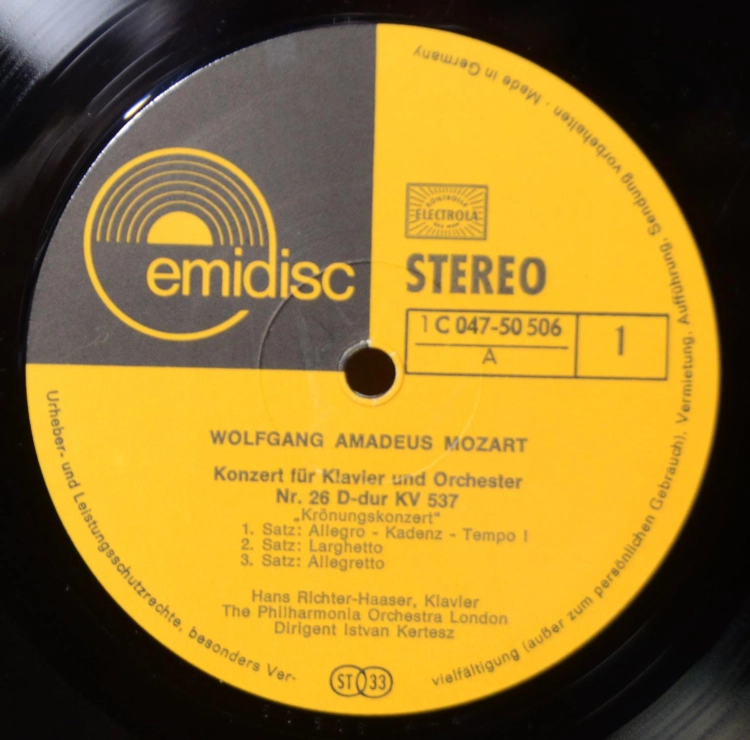 emidisc
ELECTROLA
STEREO
1 C 047-50 506
A
1
WOLFGANG AMADEUS MOZART
Konzert für Klavier und Orchester
Nr. 26 D-dur KV 537
„Krönungskonzert“
1. Satz: Allegro - Kadenz - Tempo I
2. Satz: Larghetto
3. Satz: Allegretto
Hans Richter-Haaser, Klavier
The Philharmonia Orchestra London
Dirigent Istvan Kertesz
ST 33
Urheber- und Leistungsschutzrechte, besonders Ver-
vielfältigung (außer zum persönlichen Gebrauch), Vermietung, Aufführung, Sendung vorbehalten · Made in Germany